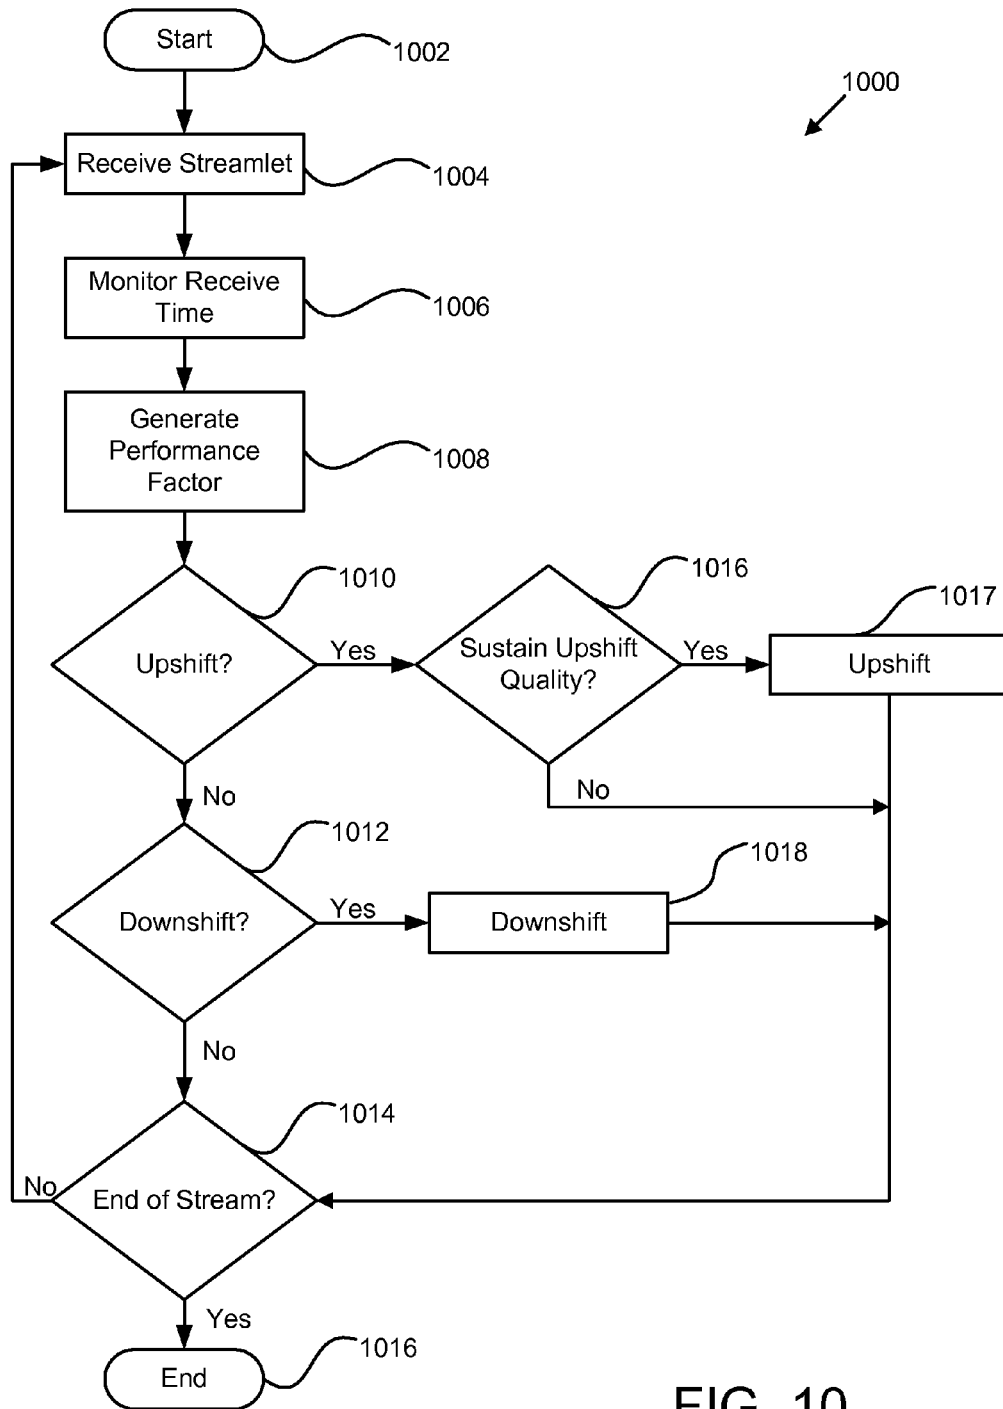 Start
1002
1000
Receive Streamlet
1004
Monitor Receive
Time
1006
Generate
Performance
Factor
1008
1010
1016
1017
Upshift?
Yes
Sustain Upshift
Quality?
Yes
Upshift
No
No
1012
1018
Downshift?
Yes
Downshift
No
1014
No
End of Stream?
Yes
1016
End
FIG. 10